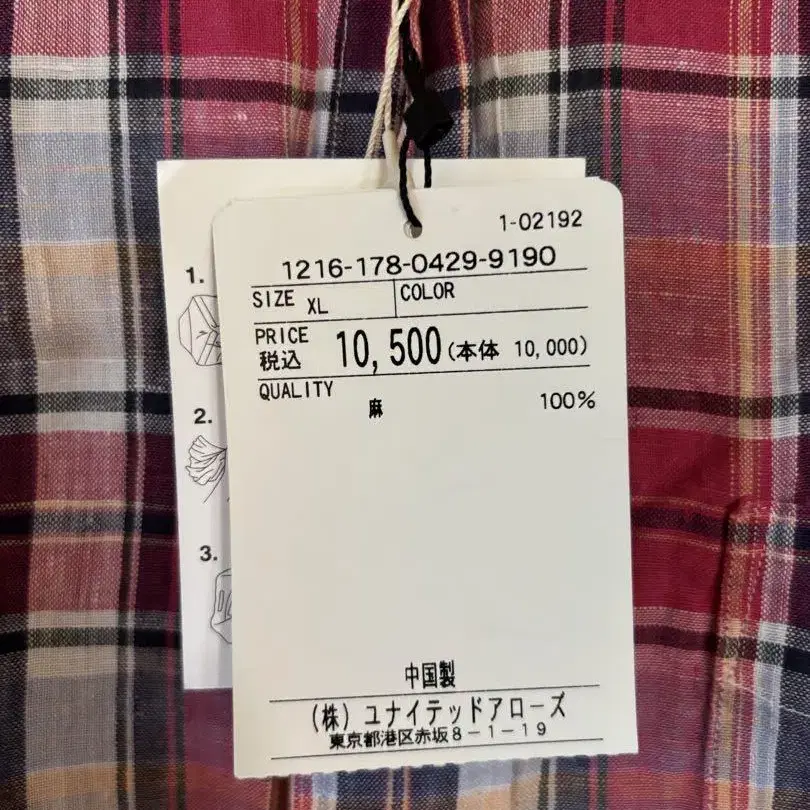 1-02192
1216-178-0429-9190
SIZE XL COLOR
PRICE
税込 10,500(本体 10,000)
QUALITY
麻 100%
中国製
(株)ユナイテッドアローズ
東京都港区赤坂8-1-19
1.
2.
3.